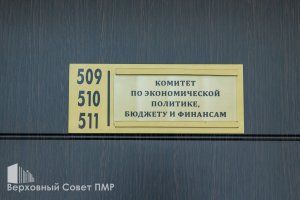 509
510
511
КОМИТЕТ
ПО ЭКОНОМИЧЕСКОЙ
ПОЛИТИКЕ,
БЮДЖЕТУ И ФИНАНСАМ
Верховный Совет ПМР